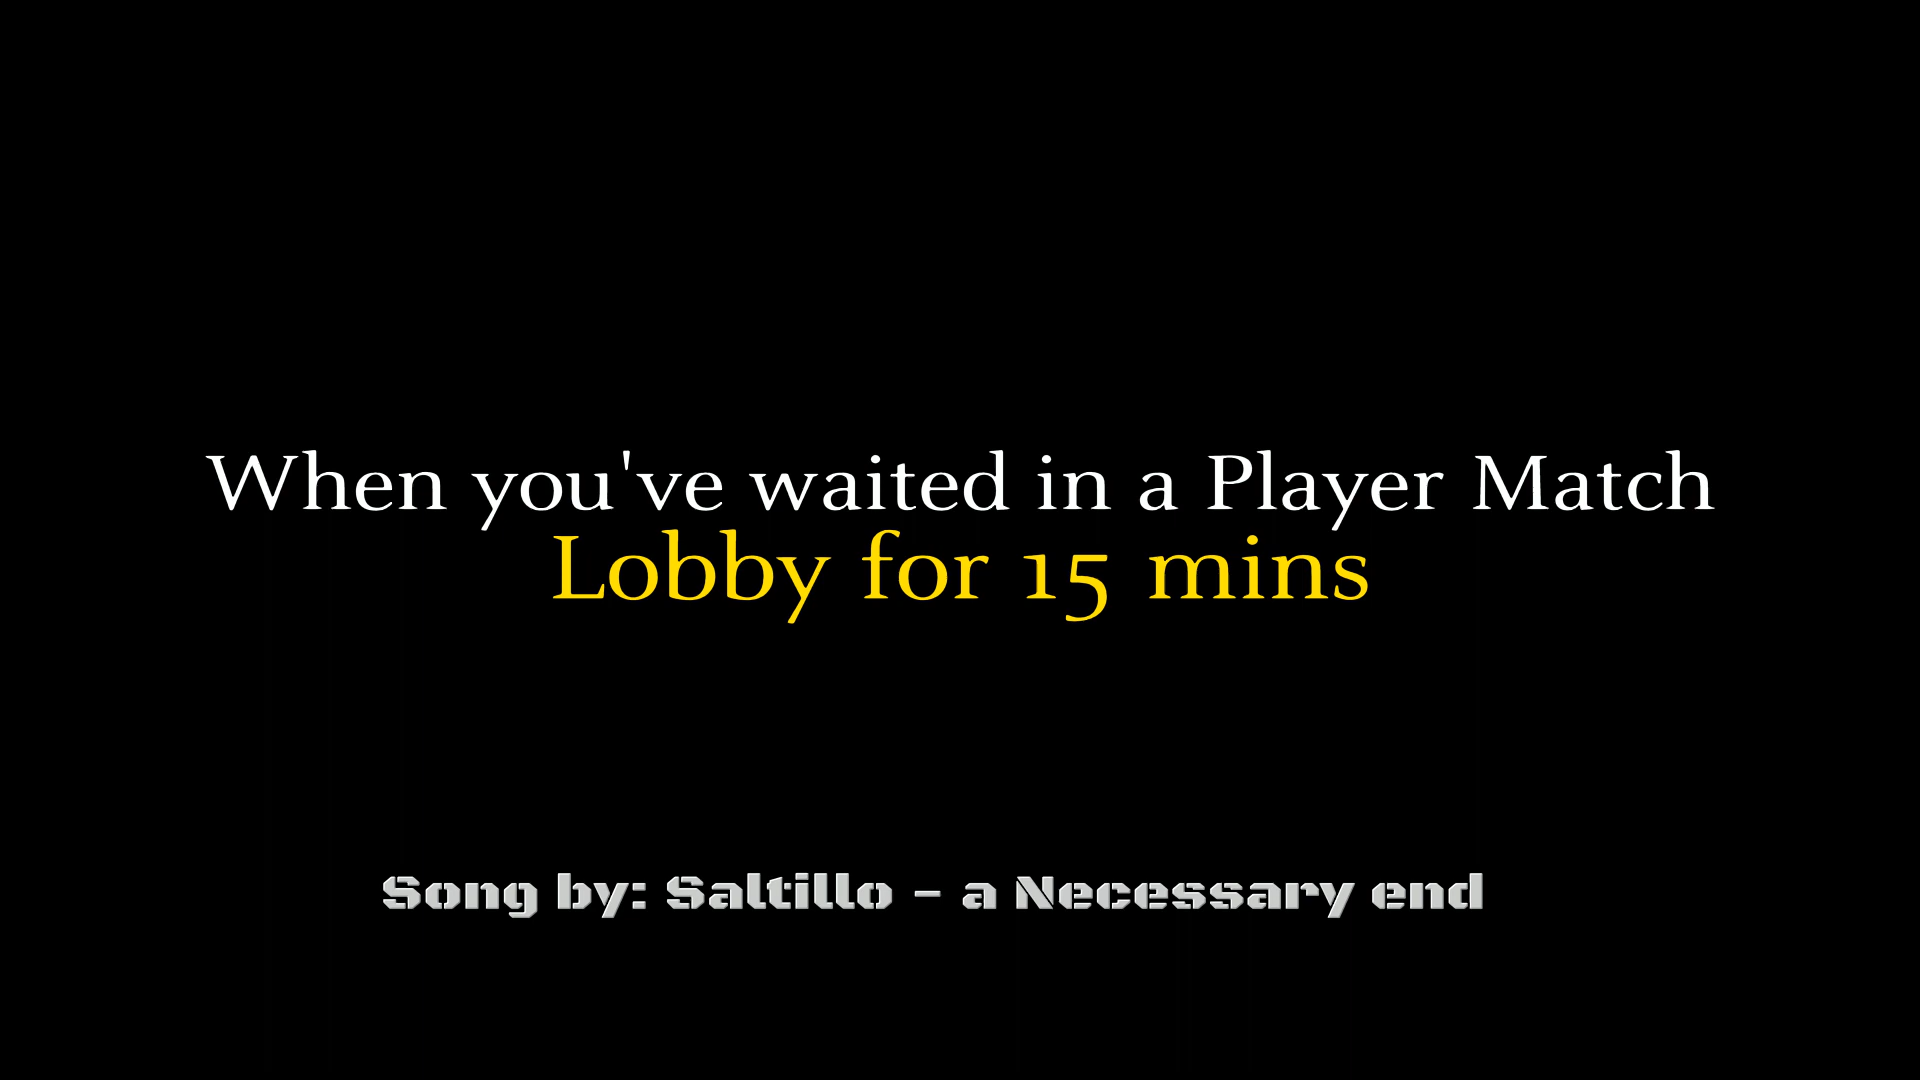 When you've waited in a Player Match
Lobby for 15 mins
Song by: Saltillo - a Necessary end